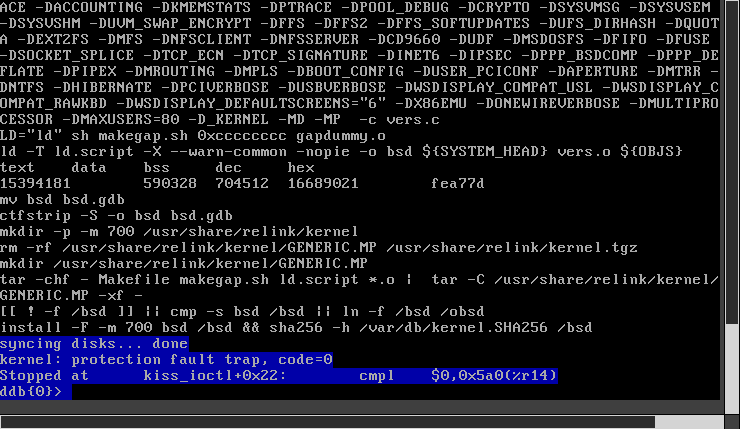 ACE -DACCOUNTING -DKMEMSTATS -DPTRACE -DPOOL_DEBUG -DCRYPTO -DSYSVMSG -DSYSVSEM
-DSYSVSHM -DUVM_SWAP_ENCRYPT -DFFS -DFFS2 -DFFS_SOFTUPDATES -DUFS_DIRHASH -DQUOT
A -DEXT2FS -DMFS -DNFSCLIENT -DNFSSERVER -DCD9660 -DUDF -DMSDOSFS -DFIFO -DFUSE
-DSOCKET_SPLICE -DTCP_ECN -DTCP_SIGNATURE -DINET6 -DIPSEC -DPPP_BSDCOMP -DPPP_DE
FLATE -DPIPEX -DMROUTING -DMPLS -DBOOT_CONFIG -DUSER_PCICONF -DAPERTURE -DMTRR -
DNTFS -DHIBERNATE -DPCIVERBOSE -DUSBVERBOSE -DWSDISPLAY_COMPAT_USL -DWSDISPLAY_C
OMPAT_RAWKBD -DWSDISPLAY_DEFAULTSCREENS="6" -DX86EMU -DONEWIREVERBOSE -DMULTIPRO
CESSOR -DMAXUSERS=80 -D_KERNEL -MD -MP  -c vers.c
LD="ld" sh makegap.sh 0xcccccccc gapdummy.o
ld -T ld.script -X --warn-common -nopie -o bsd ${SYSTEM_HEAD} vers.o ${OBJS}
text    data    bss     dec     hex
15394181        590328  704512  16689021        fea77d
mv bsd bsd.gdb
ctfstrip -S -o bsd bsd.gdb
mkdir -p -m 700 /usr/share/relink/kernel
rm -rf /usr/share/relink/kernel/GENERIC.MP /usr/share/relink/kernel.tgz
mkdir /usr/share/relink/kernel/GENERIC.MP
tar -chf - Makefile makegap.sh ld.script *.o |  tar -C /usr/share/relink/kernel/
GENERIC.MP -xf -
[[ ! -f /bsd ]] || cmp -s bsd /bsd || ln -f /bsd /obsd
install -F -m 700 bsd /bsd && sha256 -h /var/db/kernel.SHA256 /bsd
syncing disks... done
kernel: protection fault trap, code=0
Stopped at      kiss_ioctl+0x22:        cmpl    $0,0x5a0(%r14)
ddb{0}>